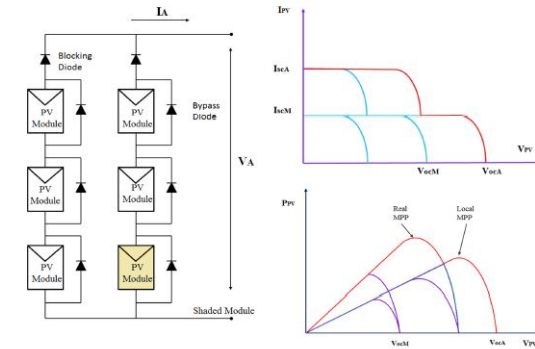 IA
Blocking
Diode
PV
Module
PV
Module
Bypass
Diode
VA
PV
Module
PV
Module
PV
Module
PV
Module
Shaded Module
IPV
IscA
IscM
VPV
VocM
VocA
PPV
Real
MPP
Local
MPP
VocM
VocA
VPV